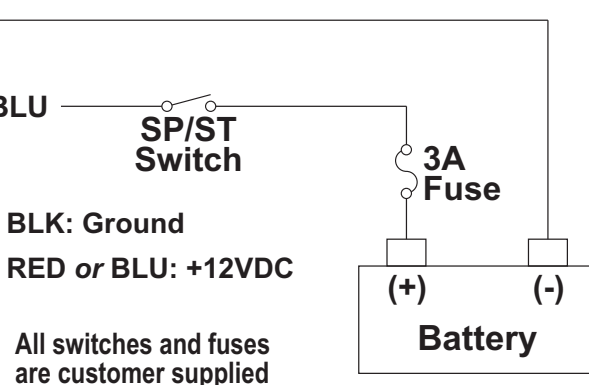 BLU
SP/ST
Switch
3A
Fuse
BLK: Ground
RED or BLU: +12VDC
(+)
(-)
Battery
All switches and fuses
are customer supplied